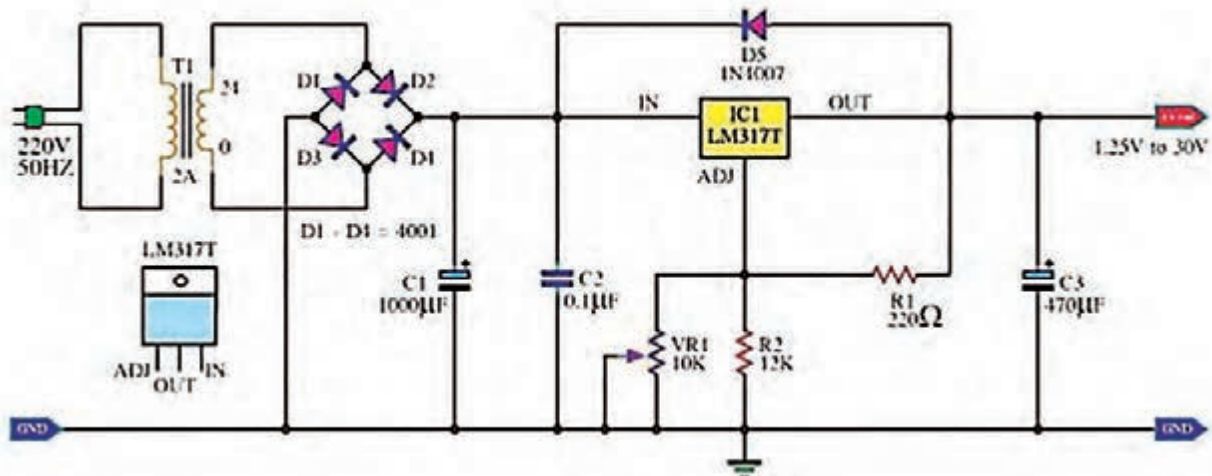 T1
24
0
2A
220V
50HZ
D1
D2
D3
D4
D1 - D4 = 4001
D5
1N4007
IN
OUT
IC1
LM317T
ADJ
1.25V to 30V
LM317T
ADJ
OUT
IN
C1
1000µF
C2
0.1µF
VR1
10K
R2
12K
R1
220Ω
C3
470µF
GND
GND